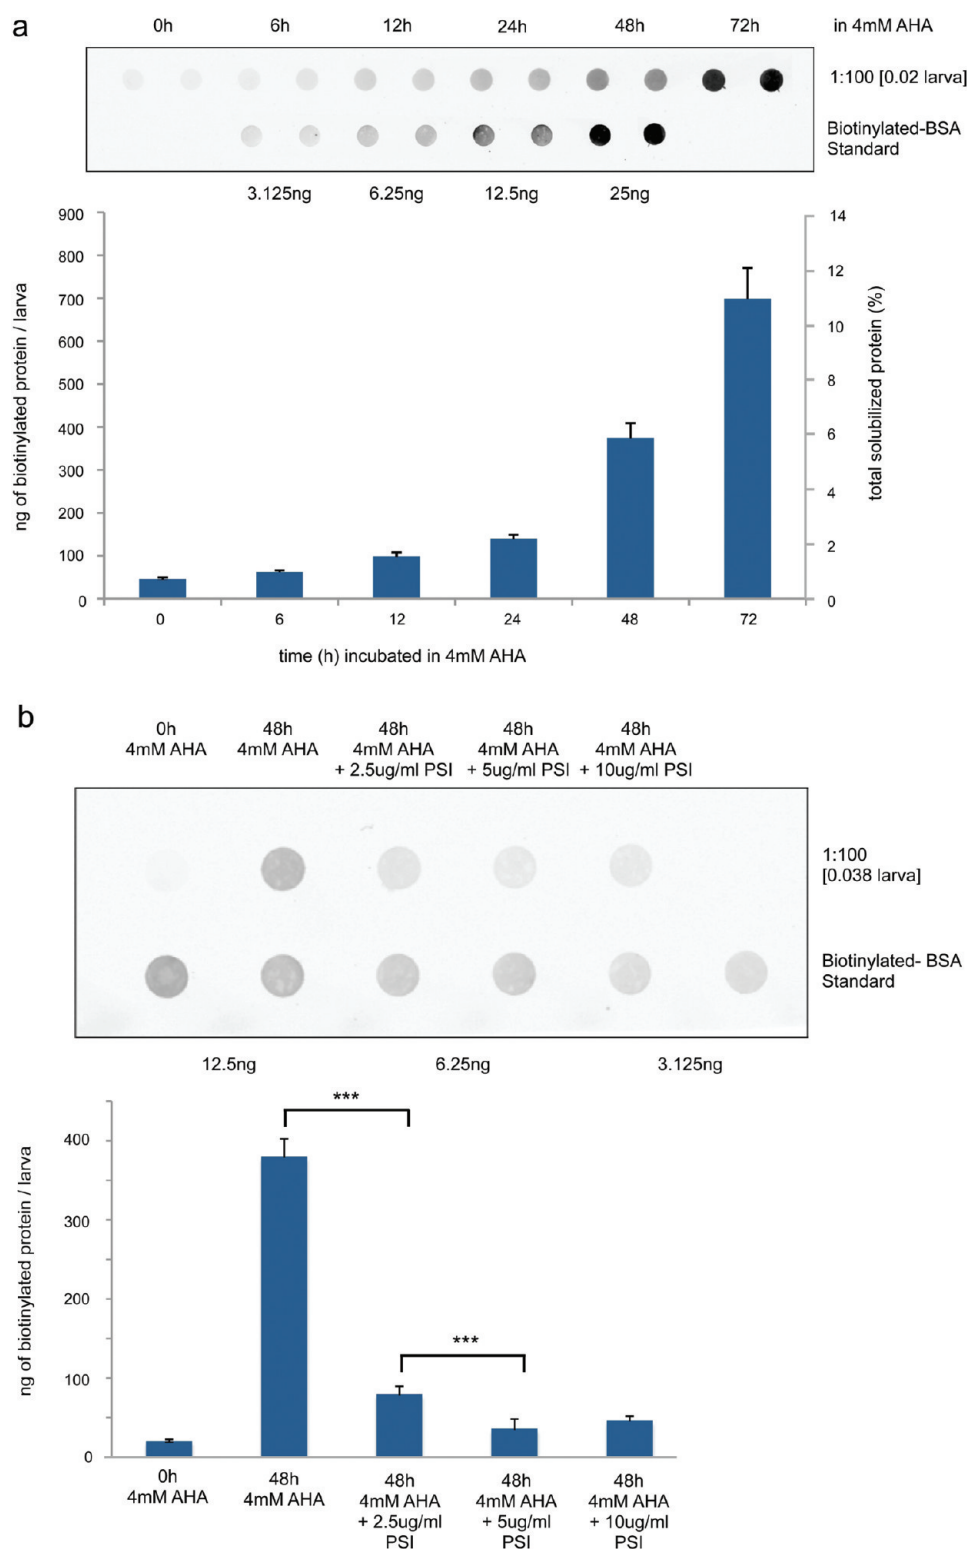 a
0h 6h 12h 24h 48h 72h in 4mM AHA
1:100 [0.02 larva]
Biotinylated-BSA
Standard
3.125ng 6.25ng 12.5ng 25ng
900
800
700
600
500
400
300
200
100
0
ng of biotinylated protein / larva
14
12
10
8
6
4
2
0
total solubilized protein (%)
0 6 12 24 48 72
time (h) incubated in 4mM AHA
b
0h
4mM AHA
48h
4mM AHA
48h
4mM AHA
+ 2.5ug/ml PSI
48h
4mM AHA
+ 5ug/ml PSI
48h
4mM AHA
+ 10ug/ml PSI
1:100
[0.038 larva]
Biotinylated- BSA
Standard
12.5ng 6.25ng 3.125ng
***
***
400
300
200
100
0
ng of biotinylated protein / larva
0h
4mM AHA
48h
4mM AHA
48h
4mM AHA
+ 2.5ug/ml
PSI
48h
4mM AHA
+ 5ug/ml
PSI
48h
4mM AHA
+ 10ug/ml
PSI